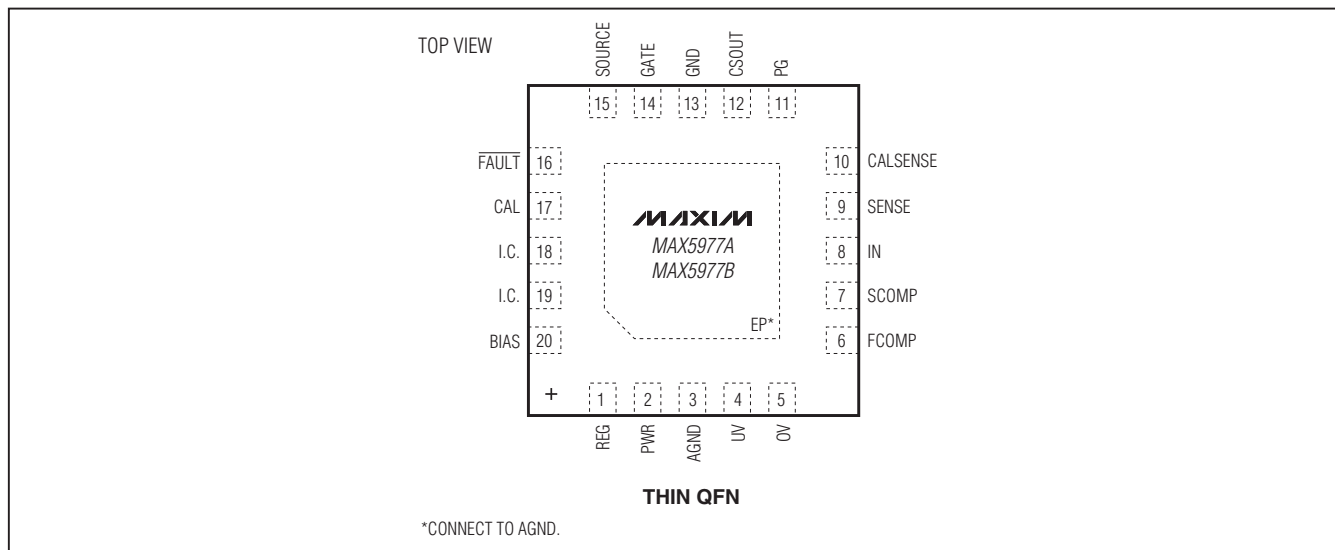 TOP VIEW
SOURCE
GATE
GND
CSOUT
PG
15 14 13 12 11
FAULT 16
CAL 17
I.C. 18
I.C. 19
BIAS 20
10 CALSENSE
9 SENSE
8 IN
7 SCOMP
6 FCOMP
MAXIM
MAX5977A
MAX5977B
EP*
+
1 2 3 4 5
REG
PWR
AGND
UV
OV
THIN QFN
*CONNECT TO AGND.